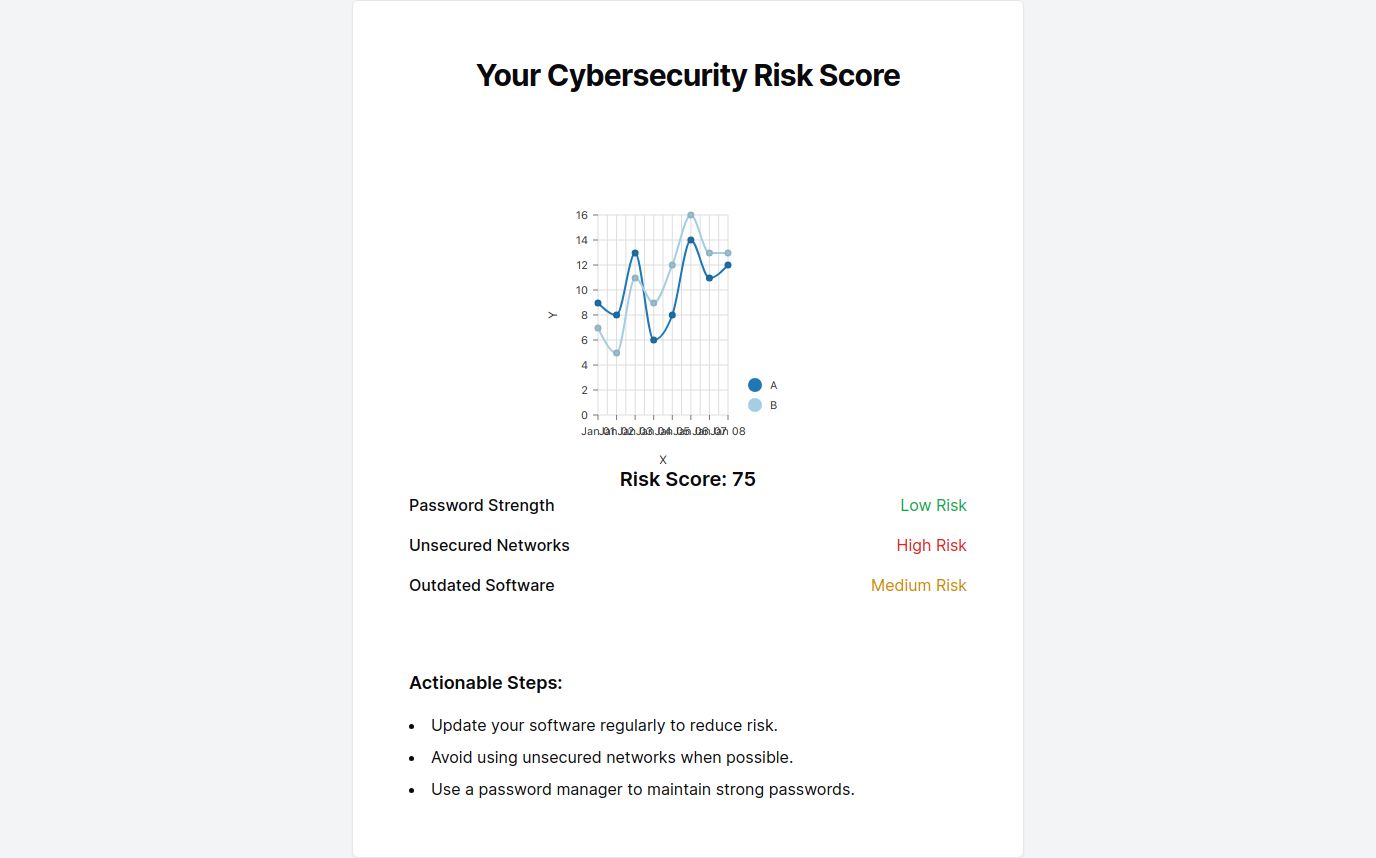 Your Cybersecurity Risk Score
16
14
12
10
8
6
4
2
0
Y
A
B
Jan 01 Jan 02 Jan 03 Jan 04 Jan 05 Jan 06 Jan 07 Jan 08
X
Risk Score: 75
Password Strength Low Risk
Unsecured Networks High Risk
Outdated Software Medium Risk
Actionable Steps:
• Update your software regularly to reduce risk.
• Avoid using unsecured networks when possible.
• Use a password manager to maintain strong passwords.